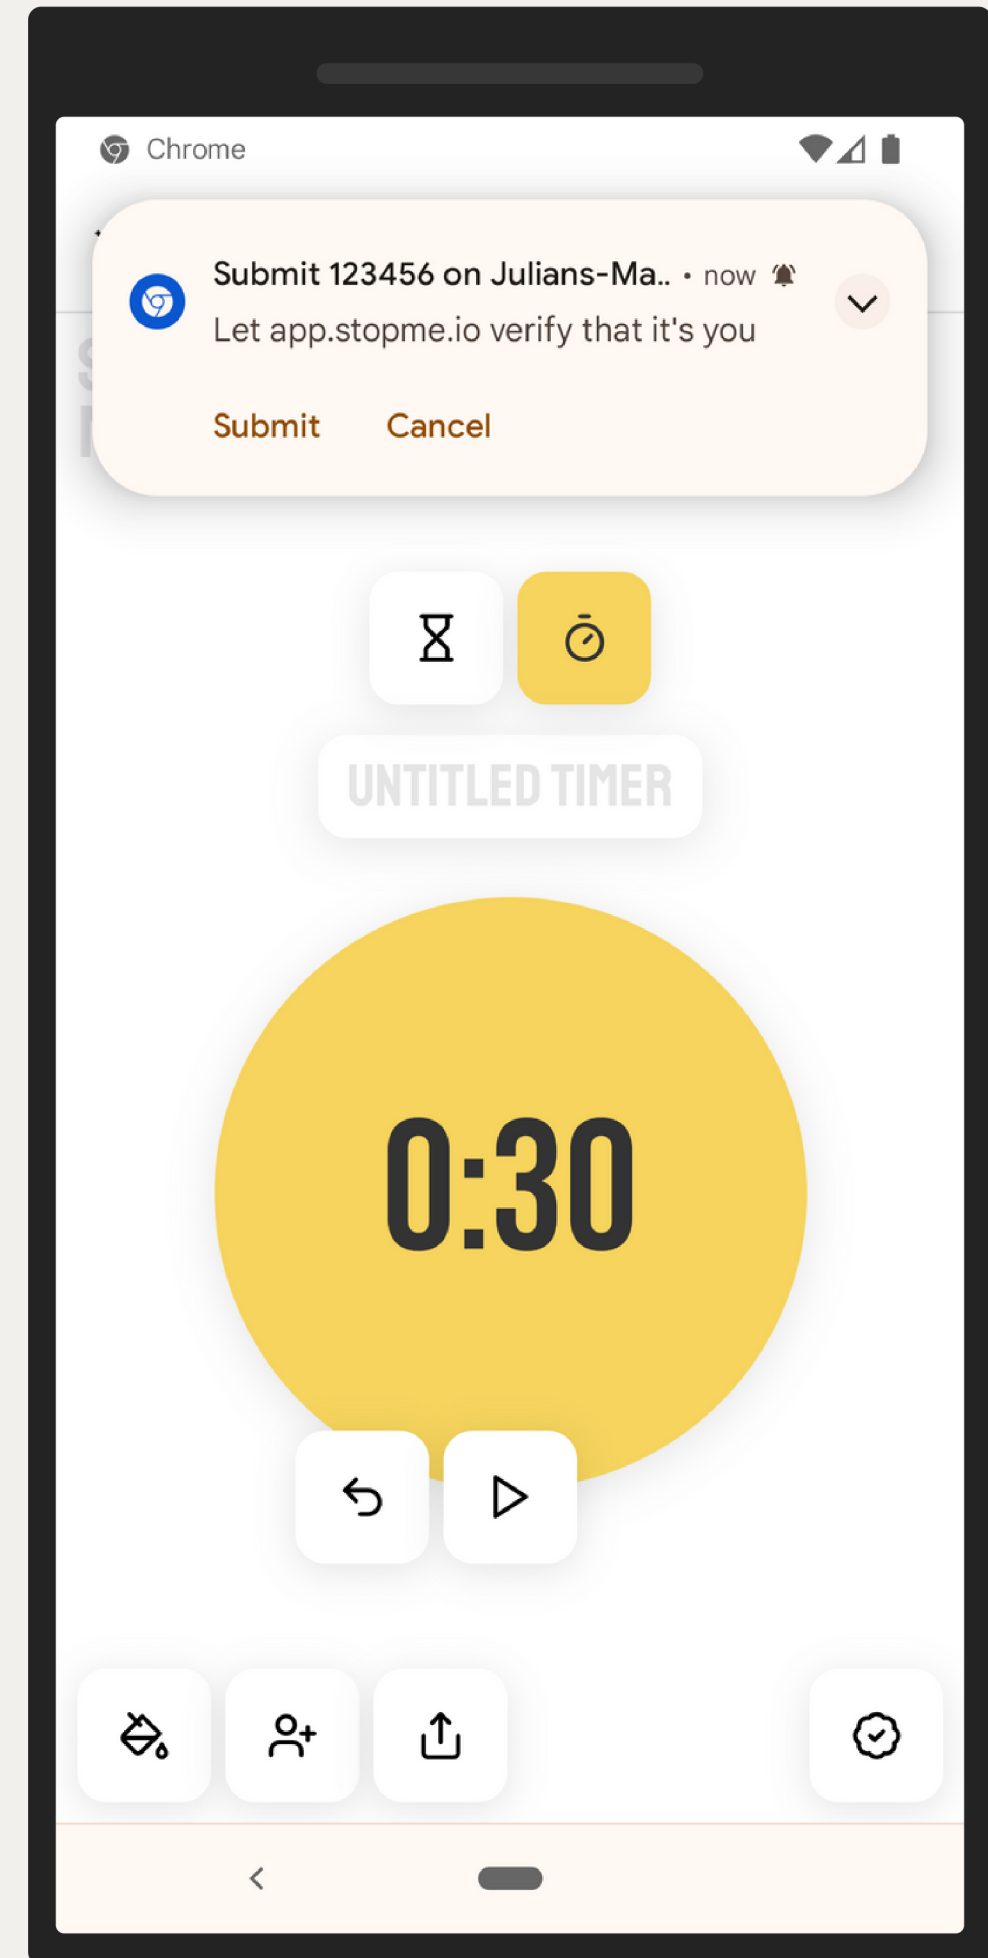 Chrome
Submit 123456 on Julians-Ma.. • now
Let app.stopme.io verify that it's you
Submit Cancel
UNTITLED TIMER
0:30